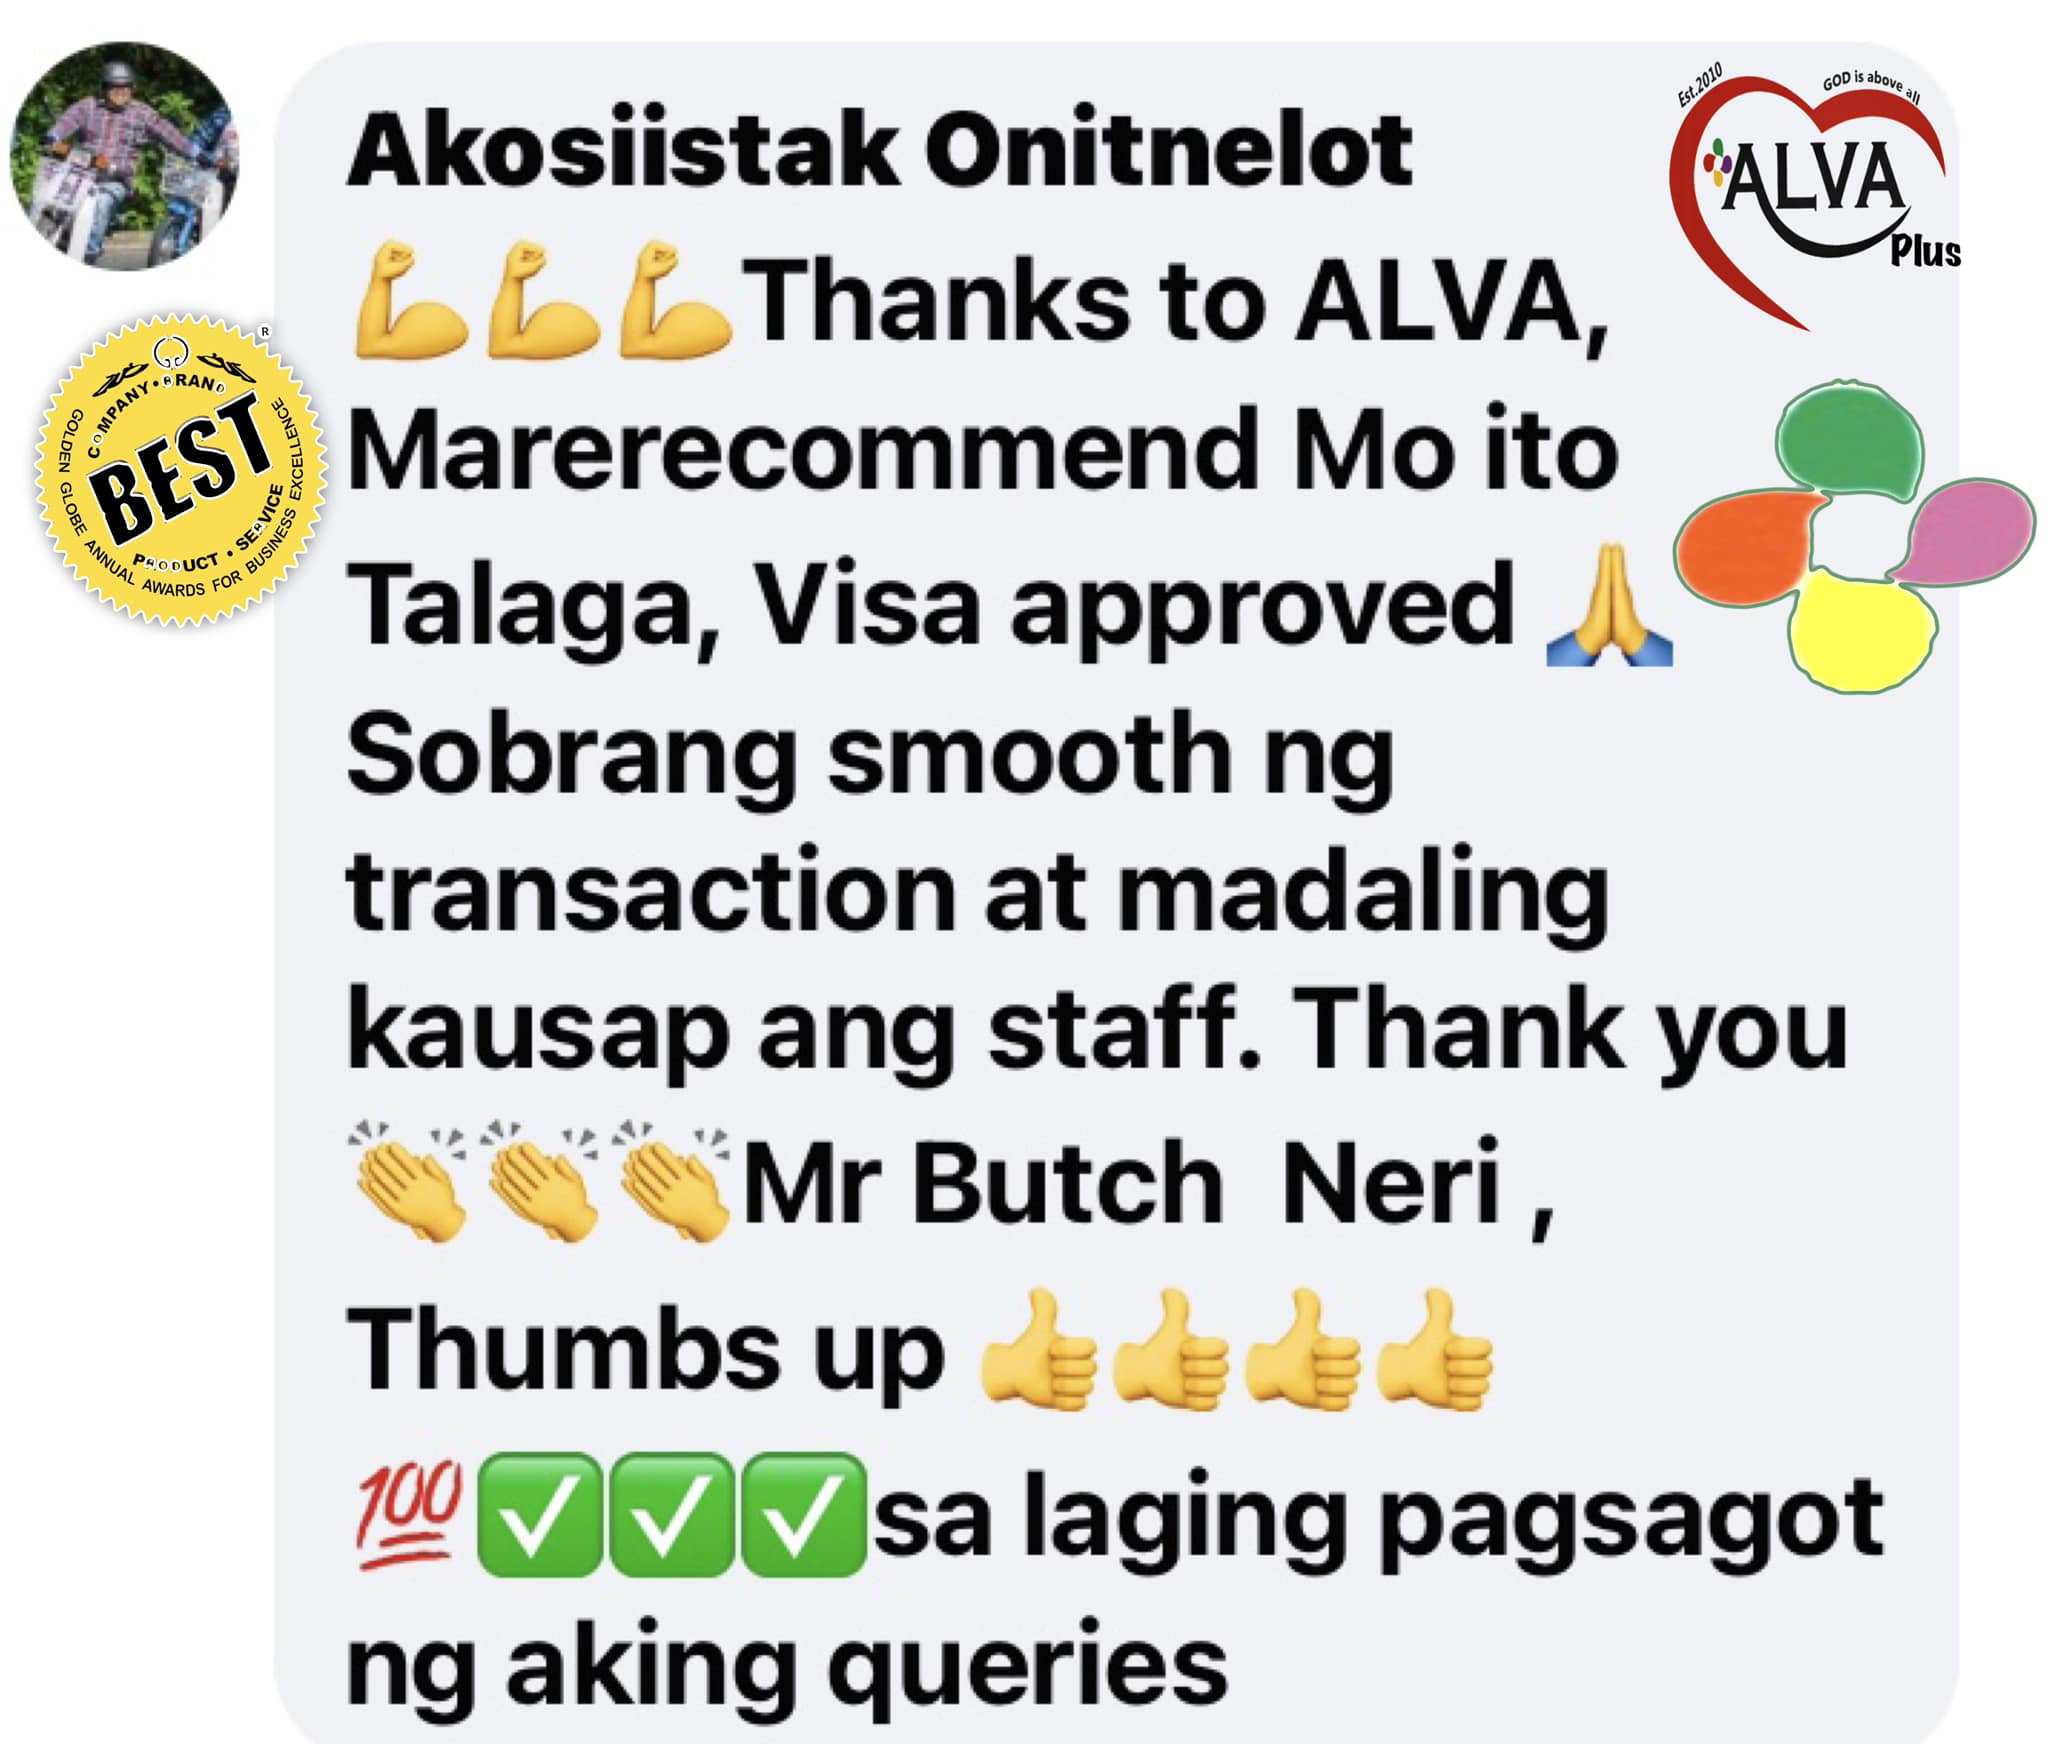 Akosiistak Onitnelot
💪💪💪Thanks to ALVA,
Marerecommend Mo ito
Talaga, Visa approved 🙏
Sobrang smooth ng
transaction at madaling
kausap ang staff. Thank you
👏👏👏Mr Butch  Neri ,
Thumbs up 👍👍👍👍
💯✅✅✅sa laging pagsagot
ng aking queries
Est.2010
GOD is above all
ALVA
Plus
®
COMPANY • BRAND
BEST
PRODUCT • SERVICE
GOLDEN GLOBE ANNUAL AWARDS FOR BUSINESS EXCELLENCE